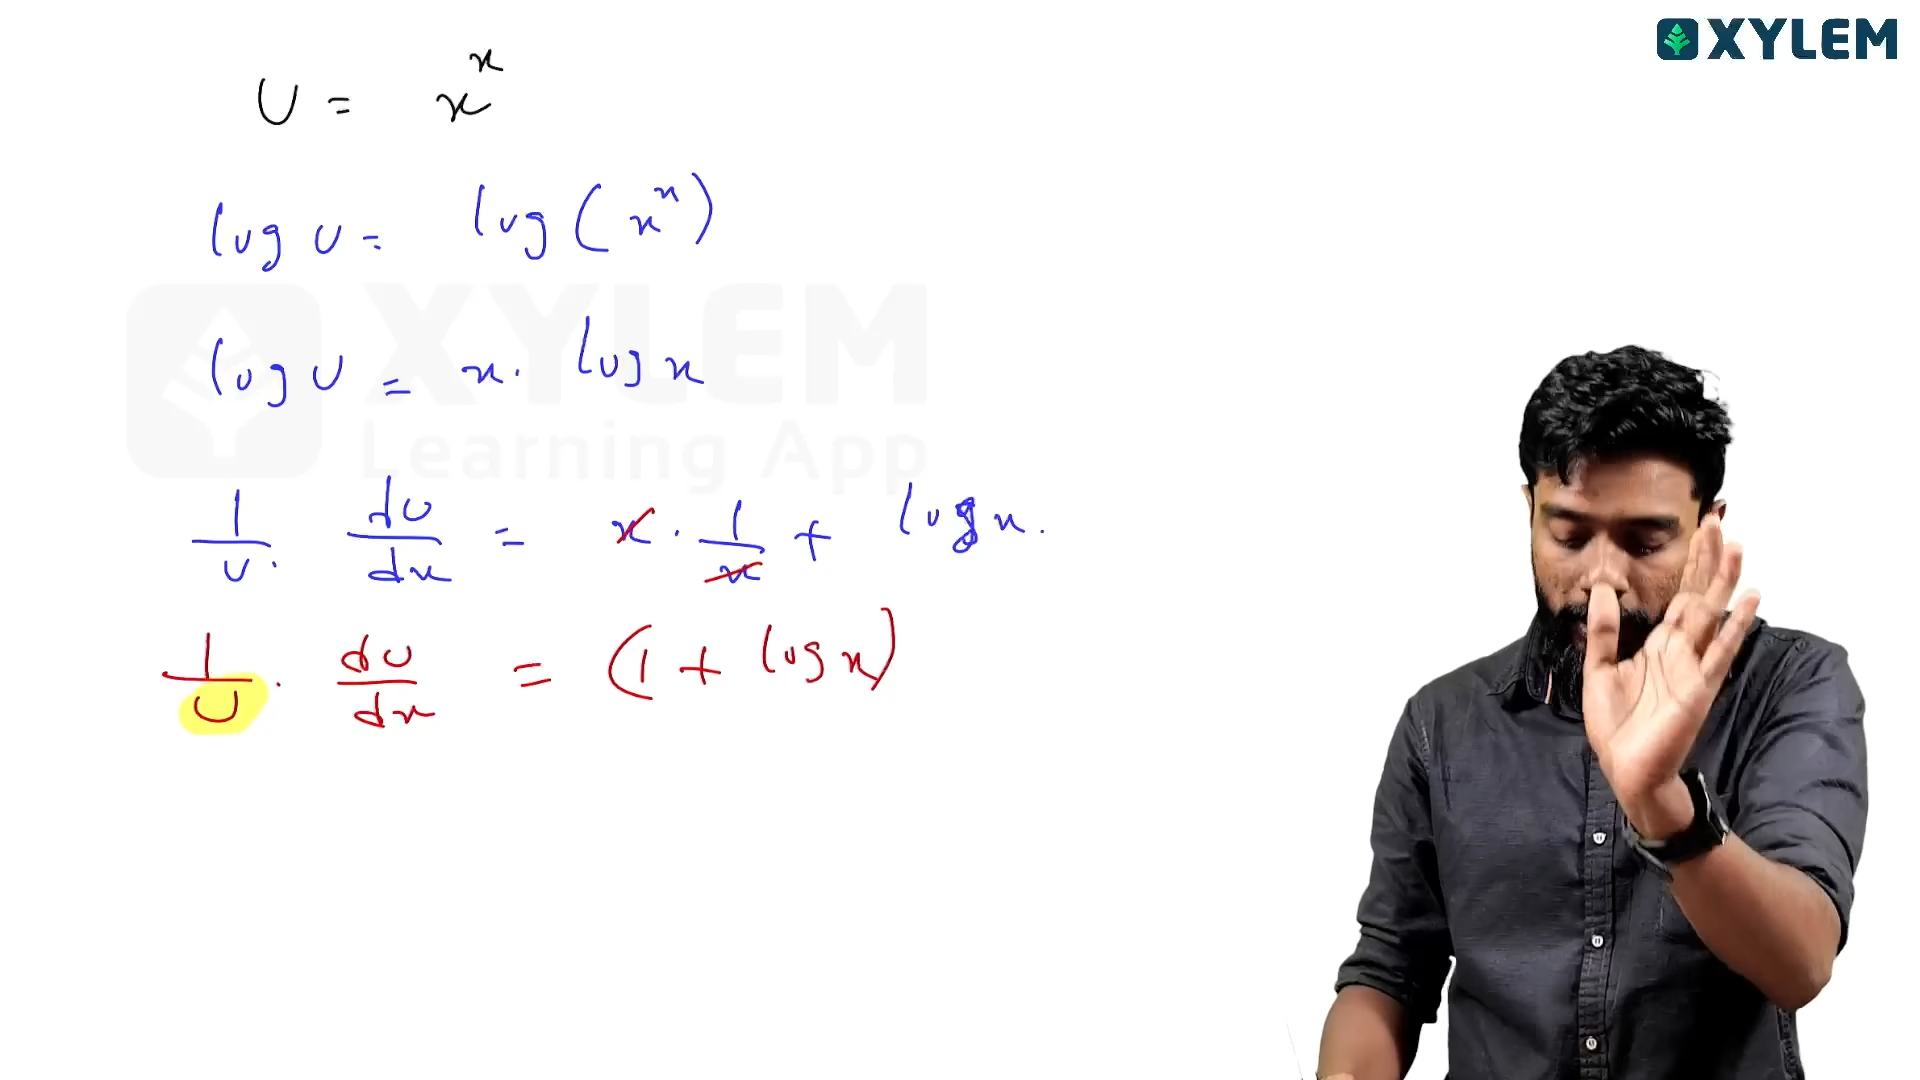 XYLEM
U = x^x
log U = log (x^x)
log U = x. log x
1/U. dU/dx = x. 1/x + log x.
1/U. dU/dx = (1 + log x)
XYLEM
Learning App